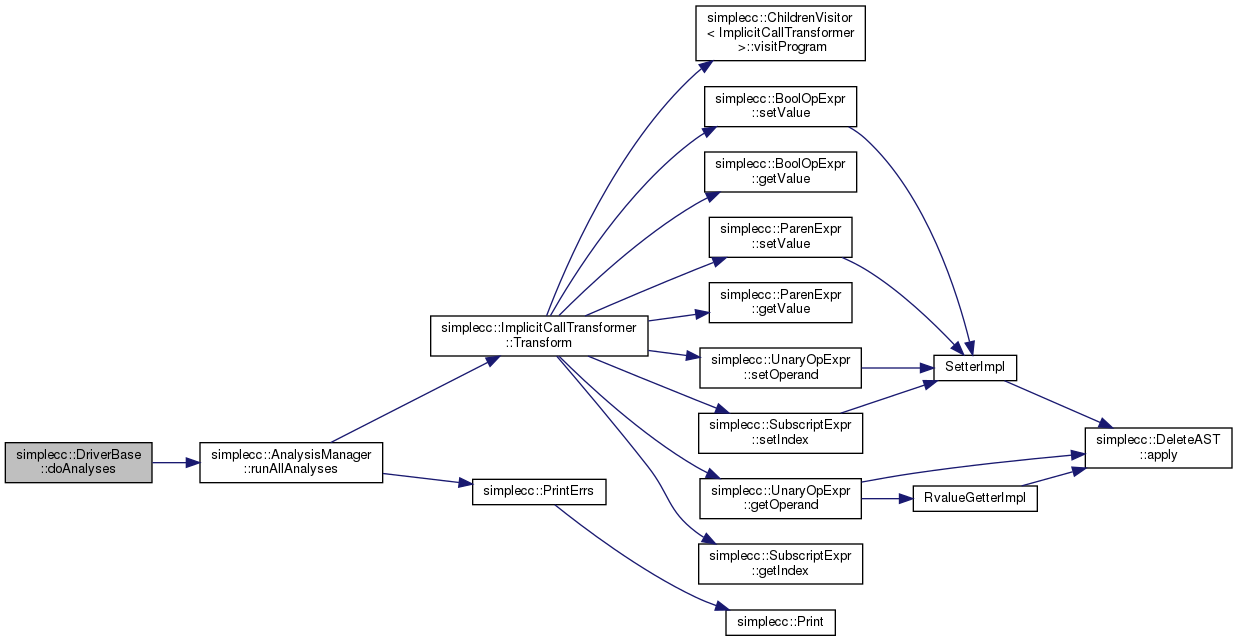 simplecc::ChildrenVisitor
< ImplicitCallTransformer
>::visitProgram
simplecc::BoolOpExpr
::setValue
simplecc::BoolOpExpr
::getValue
simplecc::ParenExpr
::setValue
simplecc::ParenExpr
::getValue
simplecc::ImplicitCallTransformer
::Transform
simplecc::UnaryOpExpr
::setOperand
SetterImpl
simplecc::SubscriptExpr
::setIndex
simplecc::DriverBase
::doAnalyses
simplecc::AnalysisManager
::runAllAnalyses
simplecc::DeleteAST
::apply
simplecc::PrintErrs
simplecc::UnaryOpExpr
::getOperand
RvalueGetterImpl
simplecc::SubscriptExpr
::getIndex
simplecc::Print